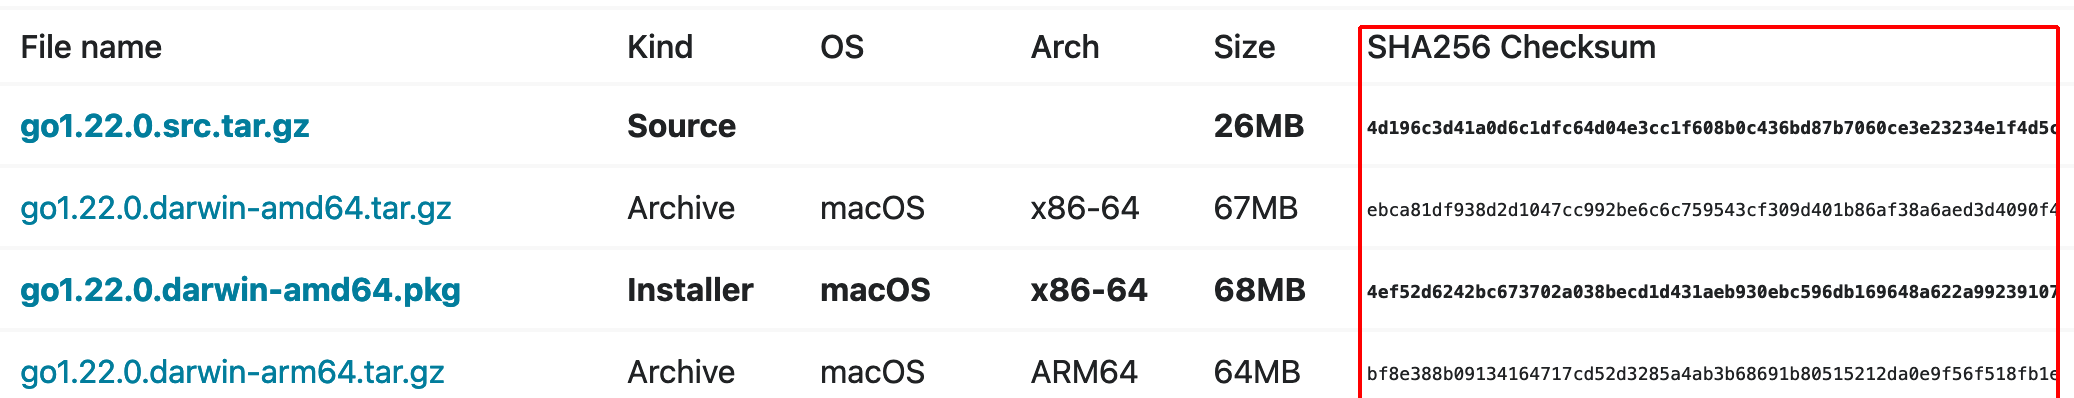 File name Kind OS Arch Size SHA256 Checksum
go1.22.0.src.tar.gz Source 26MB 4d196c3d41a0d6c1dfc64d04e3cc1f608b0c436bd87b7060ce3e23234e1f4d5c
go1.22.0.darwin-amd64.tar.gz Archive macOS x86-64 67MB ebca81df938d2d1047cc992be6c6c759543cf309d401b86af38a6aed3d4090f4
go1.22.0.darwin-amd64.pkg Installer macOS x86-64 68MB 4ef52d6242bc673702a038becd1d431aeb930ebc596db169648a622a99239107
go1.22.0.darwin-arm64.tar.gz Archive macOS ARM64 64MB bf8e388b09134164717cd52d3285a4ab3b68691b80515212da0e9f56f518fb1e